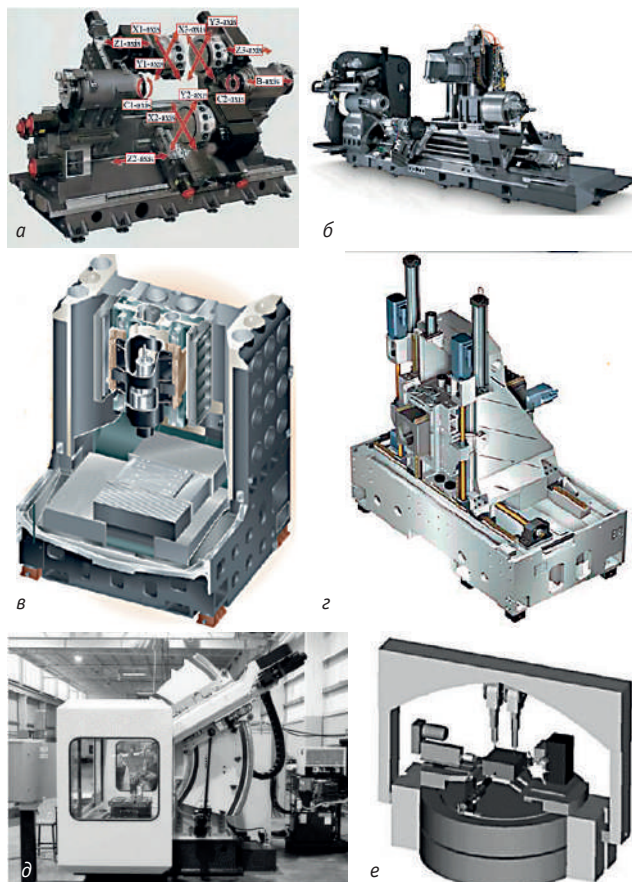 Y3-axis
X1-axis X3-axis
Z1-axis Z3-axis
Y1-axis B-axis
C1-axis Y2-axis C2-axis
X2-axis
Z2-axis
а б
в г
д е